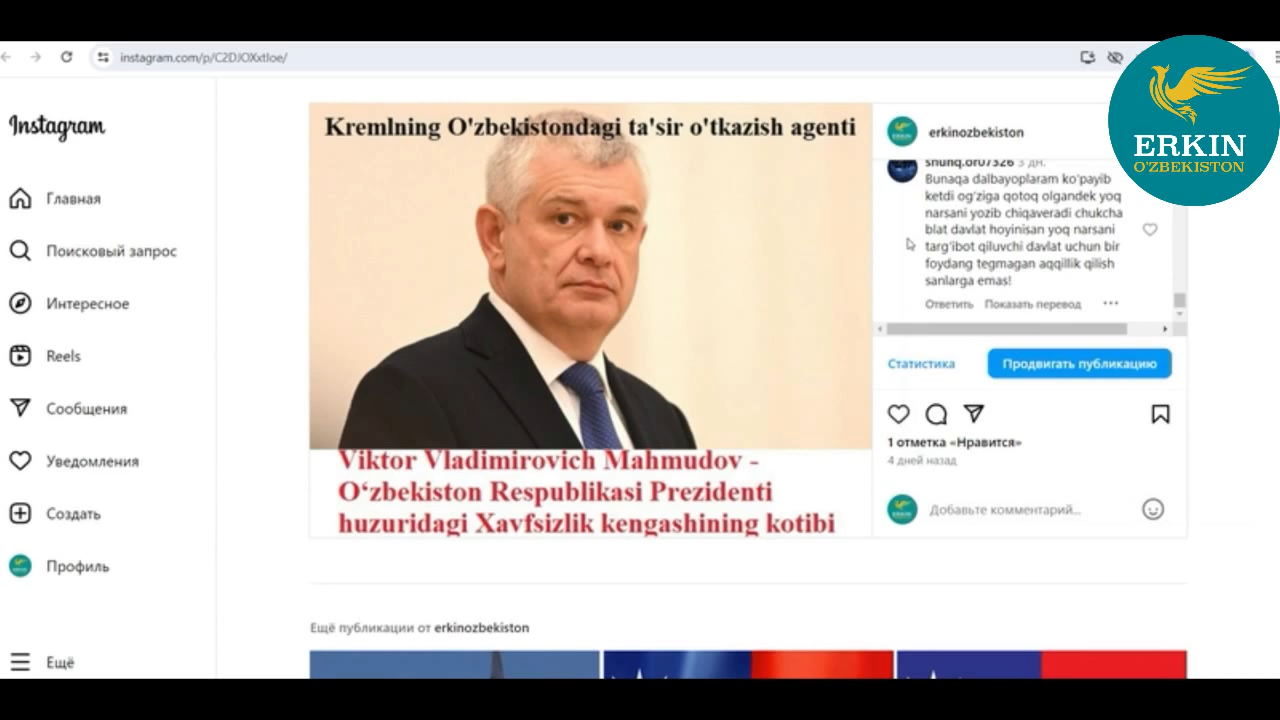 instagram.com/p/C2DJOXxtIoe/
ERKIN
O'ZBEKISTON
Instagram
Главная
Поисковый запрос
Интересное
Reels
Сообщения
Уведомления
Создать
Профиль
Ещё
Kremlning O'zbekistondagi ta'sir o'tkazish agenti
Viktor Vladimirovich Mahmudov -
O‘zbekiston Respublikasi Prezidenti
huzuridagi Xavfsizlik kengashining kotibi
erkinozbekiston
shunq.or07326 3 дн.
Bunaqa dalbayoplaram ko'payib
ketdi og'ziga qotoq olgandek yoq
narsani yozib chiqaveradi chukcha
blat davlat hoyinisan yoq narsani
targ'ibot qiluvchi davlat uchun bir
foydang tegmagan aqqillik qilish
sanlarga emas!
Ответить Показать перевод
Статистика
Продвигать публикацию
1 отметка «Нравится»
4 дней назад
Добавьте комментарий...
Ещё публикации от erkinozbekiston